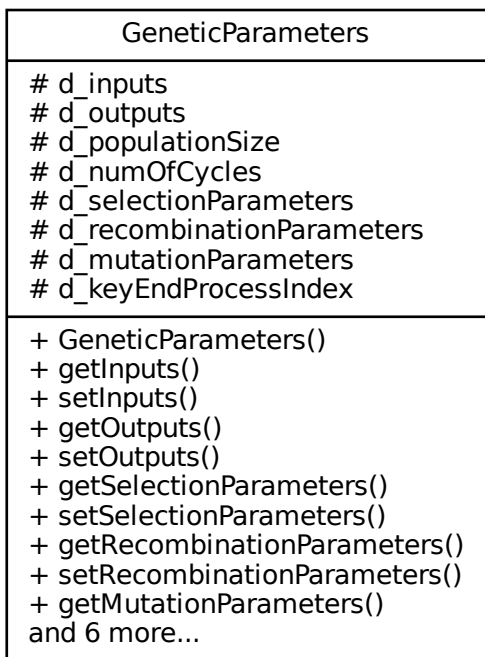 GeneticParameters
# d_inputs
# d_outputs
# d_populationSize
# d_numOfCycles
# d_selectionParameters
# d_recombinationParameters
# d_mutationParameters
# d_keyEndProcessIndex
+ GeneticParameters()
+ getInputs()
+ setInputs()
+ getOutputs()
+ setOutputs()
+ getSelectionParameters()
+ setSelectionParameters()
+ getRecombinationParameters()
+ setRecombinationParameters()
+ getMutationParameters()
and 6 more...